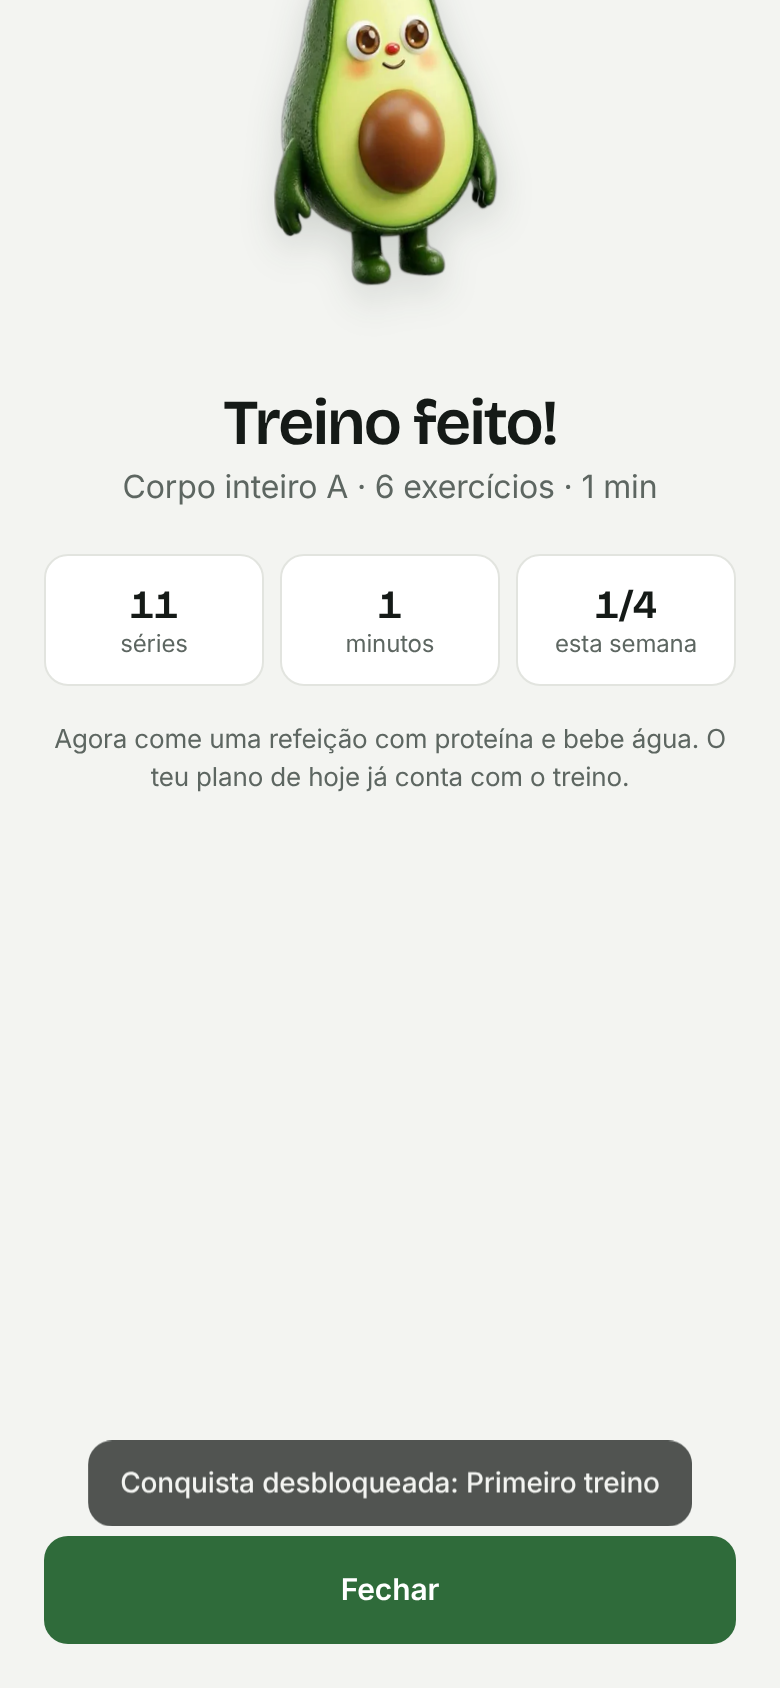 Treino feito!
Corpo inteiro A · 6 exercícios · 1 min
11
séries
1
minutos
1/4
esta semana
Agora come uma refeição com proteína e bebe água. O
teu plano de hoje já conta com o treino.
Conquista desbloqueada: Primeiro treino
Fechar